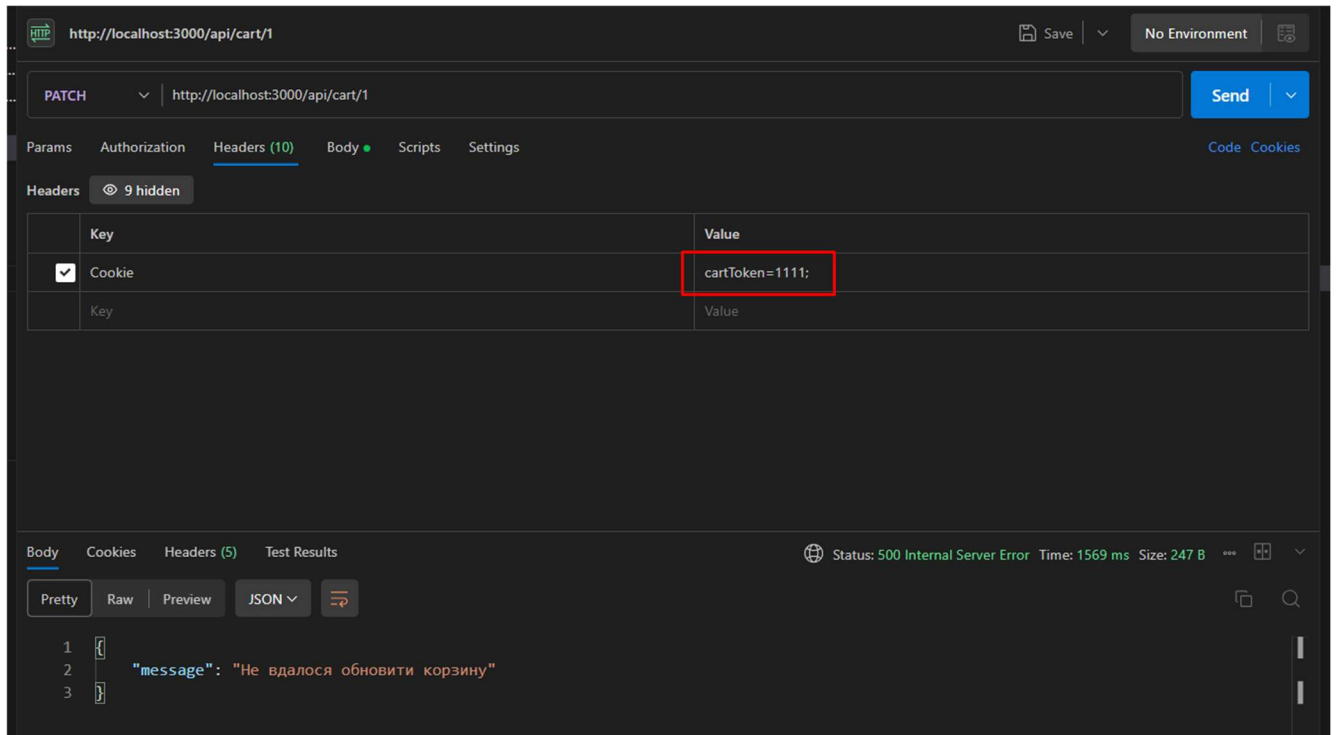 HTTP http://localhost:3000/api/cart/1 Save No Environment
PATCH http://localhost:3000/api/cart/1 Send
Params Authorization Headers (10) Body Scripts Settings Code Cookies
Headers 9 hidden
Key Value
Cookie cartToken=1111;
Key Value
Body Cookies Headers (5) Test Results Status: 500 Internal Server Error Time: 1569 ms Size: 247 B
Pretty Raw Preview JSON
1 {
2 "message": "Не вдалося обновити корзину"
3 }